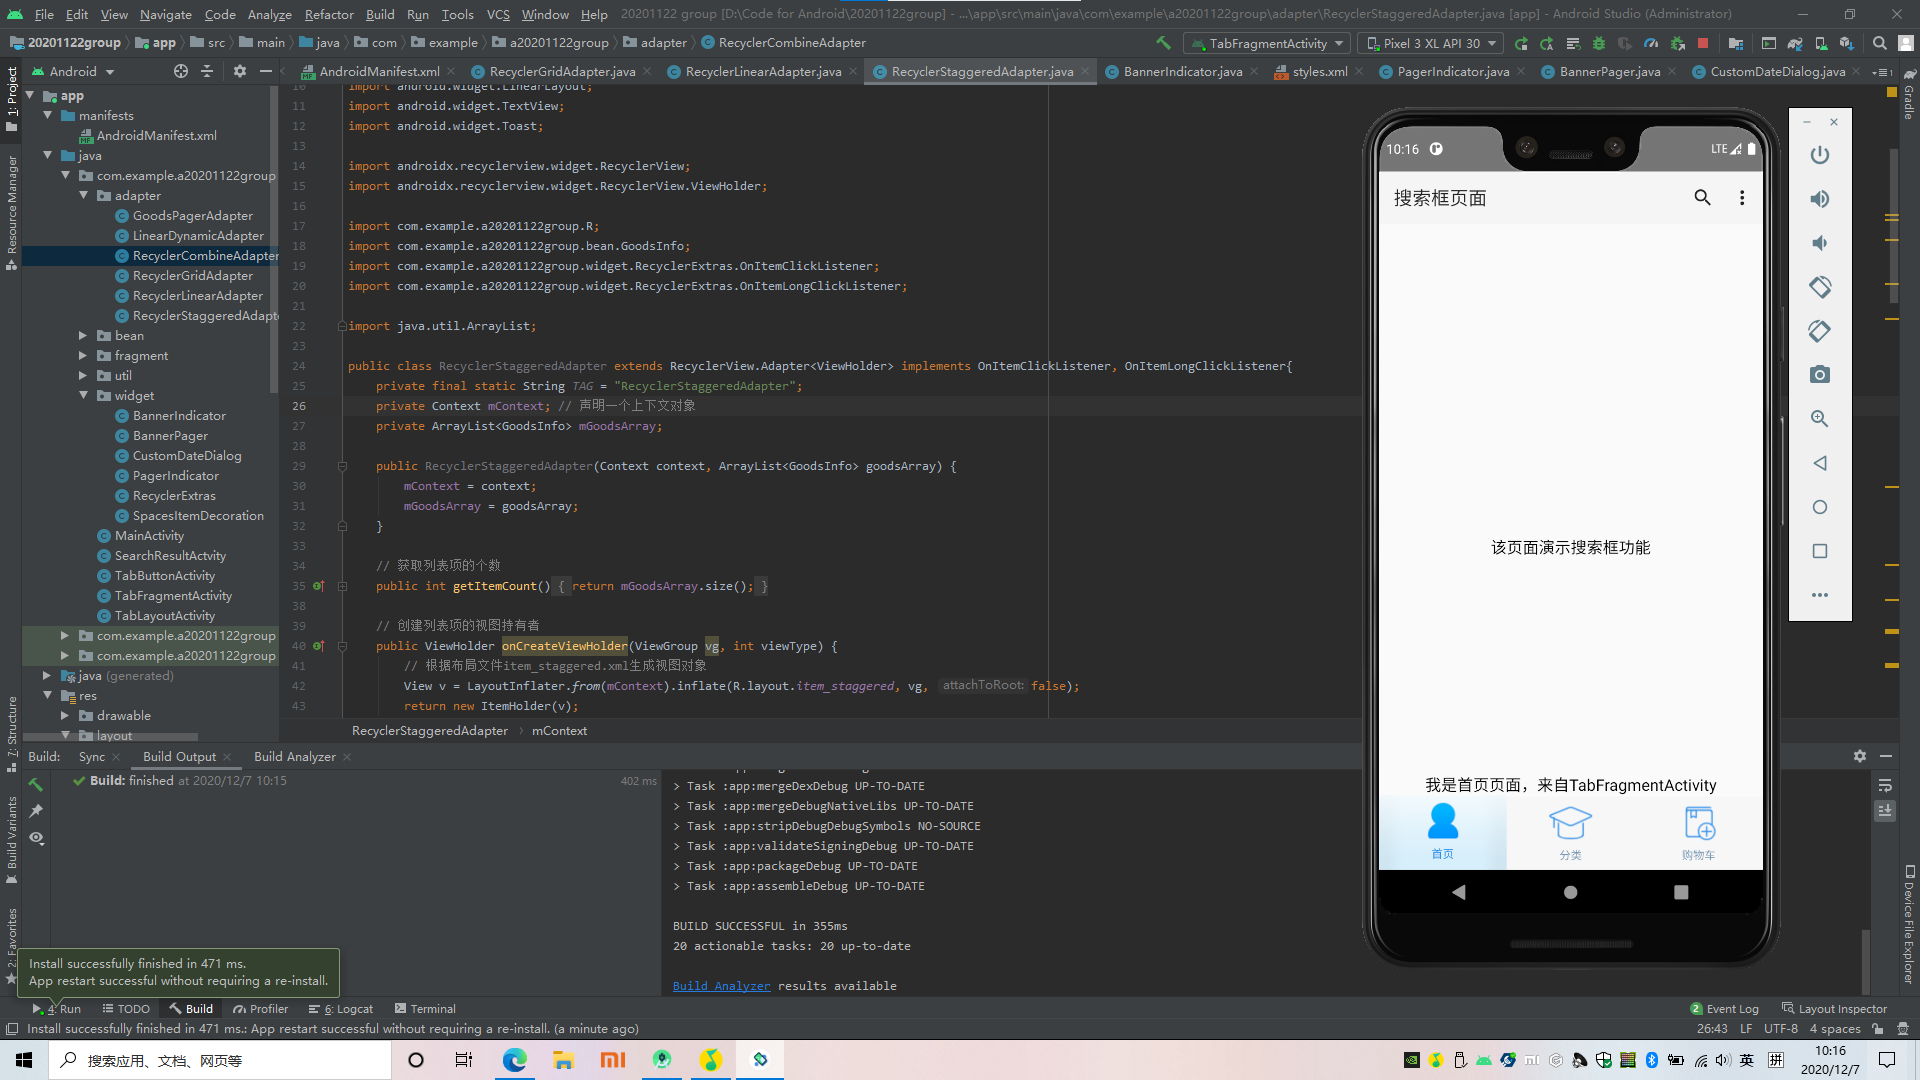 File Edit View Navigate Code Analyze Refactor Build Run Tools VCS Window Help 20201122 group [D:\Code for Android\20201122group] - ...\app\src\main\java\com\example\a20201122group\adapter\RecyclerStaggeredAdapter.java [app] - Android Studio (Administrator)
20201122group app src main java com example a20201122group adapter RecyclerCombineAdapter
TabFragmentActivity Pixel 3 XL API 30
Android
AndroidManifest.xml RecyclerGridAdapter.java RecyclerLinearAdapter.java RecyclerStaggeredAdapter.java BannerIndicator.java styles.xml PagerIndicator.java BannerPager.java CustomDateDialog.java
1: Project
Resource Manager
7: Structure
Build Variants
2: Favorites
Gradle
Device File Explorer
app
manifests
AndroidManifest.xml
java
com.example.a20201122group
adapter
GoodsPagerAdapter
LinearDynamicAdapter
RecyclerCombineAdapter
RecyclerGridAdapter
RecyclerLinearAdapter
RecyclerStaggeredAdapt
bean
fragment
util
widget
BannerIndicator
BannerPager
CustomDateDialog
PagerIndicator
RecyclerExtras
SpacesItemDecoration
MainActivity
SearchResultActvity
TabButtonActivity
TabFragmentActivity
TabLayoutActivity
com.example.a20201122group
com.example.a20201122group
java (generated)
res
drawable
layout
10 import android.widget.LinearLayout;
11 import android.widget.TextView;
12 import android.widget.Toast;
13
14 import androidx.recyclerview.widget.RecyclerView;
15 import androidx.recyclerview.widget.RecyclerView.ViewHolder;
16
17 import com.example.a20201122group.R;
18 import com.example.a20201122group.bean.GoodsInfo;
19 import com.example.a20201122group.widget.RecyclerExtras.OnItemClickListener;
20 import com.example.a20201122group.widget.RecyclerExtras.OnItemLongClickListener;
21
22 import java.util.ArrayList;
23
24 public class RecyclerStaggeredAdapter extends RecyclerView.Adapter<ViewHolder> implements OnItemClickListener, OnItemLongClickListener{
25 private final static String TAG = "RecyclerStaggeredAdapter";
26 private Context mContext; // 声明一个上下文对象
27 private ArrayList<GoodsInfo> mGoodsArray;
28
29 public RecyclerStaggeredAdapter(Context context, ArrayList<GoodsInfo> goodsArray) {
30 mContext = context;
31 mGoodsArray = goodsArray;
32 }
33
34 // 获取列表项的个数
35 public int getItemCount() { return mGoodsArray.size(); }
38
39 // 创建列表项的视图持有者
40 public ViewHolder onCreateViewHolder(ViewGroup vg, int viewType) {
41 // 根据布局文件item_staggered.xml生成视图对象
42 View v = LayoutInflater.from(mContext).inflate(R.layout.item_staggered, vg, attachToRoot: false);
43 return new ItemHolder(v);
RecyclerStaggeredAdapter › mContext
10:16 LTE
搜索框页面
该页面演示搜索框功能
我是首页页面，来自TabFragmentActivity
首页 分类 购物车
Build: Sync Build Output Build Analyzer
Build: finished at 2020/12/7 10:15 402 ms
> Task :app:mergeDexDebug UP-TO-DATE
> Task :app:mergeDebugNativeLibs UP-TO-DATE
> Task :app:stripDebugDebugSymbols NO-SOURCE
> Task :app:validateSigningDebug UP-TO-DATE
> Task :app:packageDebug UP-TO-DATE
> Task :app:assembleDebug UP-TO-DATE
BUILD SUCCESSFUL in 355ms
20 actionable tasks: 20 up-to-date
Build Analyzer results available
Install successfully finished in 471 ms.
App restart successful without requiring a re-install.
4: Run TODO Build Profiler 6: Logcat Terminal 2 Event Log Layout Inspector
Install successfully finished in 471 ms.: App restart successful without requiring a re-install. (a minute ago) 26:43 LF UTF-8 4 spaces
搜索应用、文档、网页等
英 拼
10:16
2020/12/7